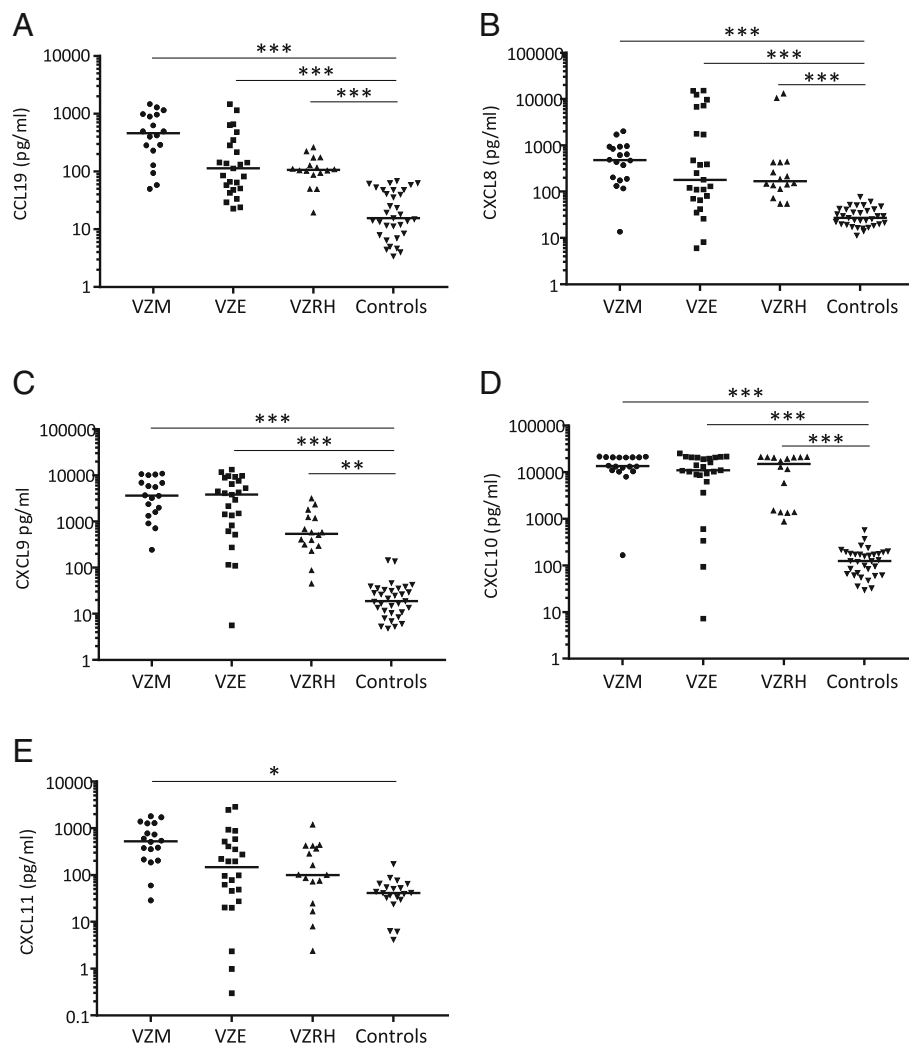 A
***
***
***
10000
1000
100
10
1
CCL19 (pg/ml)
VZM VZE VZRH Controls
B
***
***
***
100000
10000
1000
100
10
1
CXCL8 (pg/ml)
VZM VZE VZRH Controls
C
***
***
**
100000
10000
1000
100
10
1
CXCL9 pg/ml
VZM VZE VZRH Controls
D
***
***
***
100000
10000
1000
100
10
1
CXCL10 (pg/ml)
VZM VZE VZRH Controls
E
*
10000
1000
100
10
1
0.1
CXCL11 (pg/ml)
VZM VZE VZRH Controls